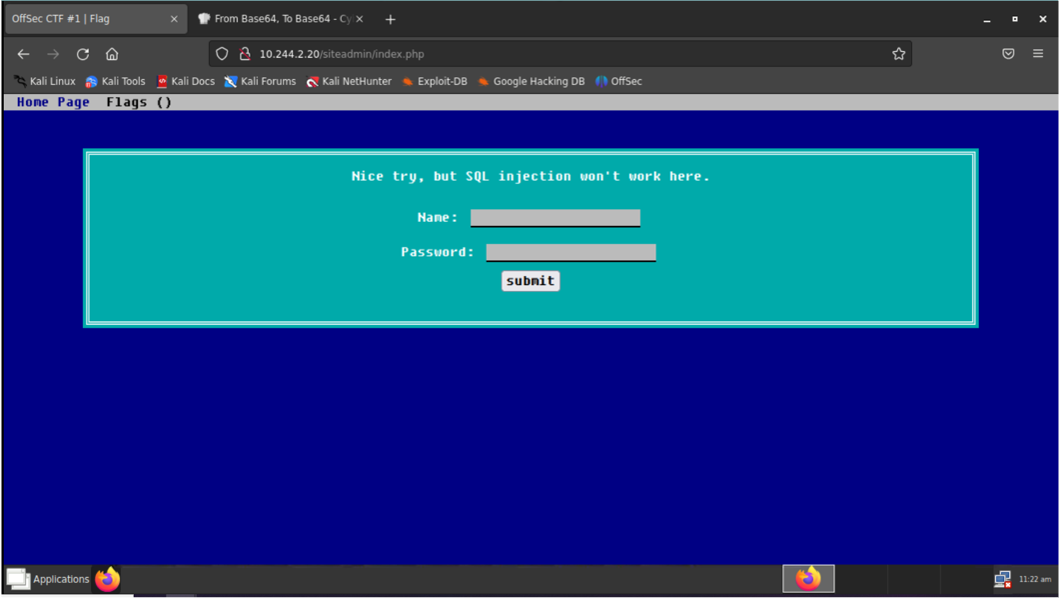 OffSec CTF #1 | Flag
From Base64, To Base64 - Cy
10.244.2.20/siteadmin/index.php
Kali Linux Kali Tools Kali Docs Kali Forums Kali NetHunter Exploit-DB Google Hacking DB OffSec
Home Page Flags ()
Nice try, but SQL injection won't work here.
Name:
Password:
submit
Applications
11:22 am